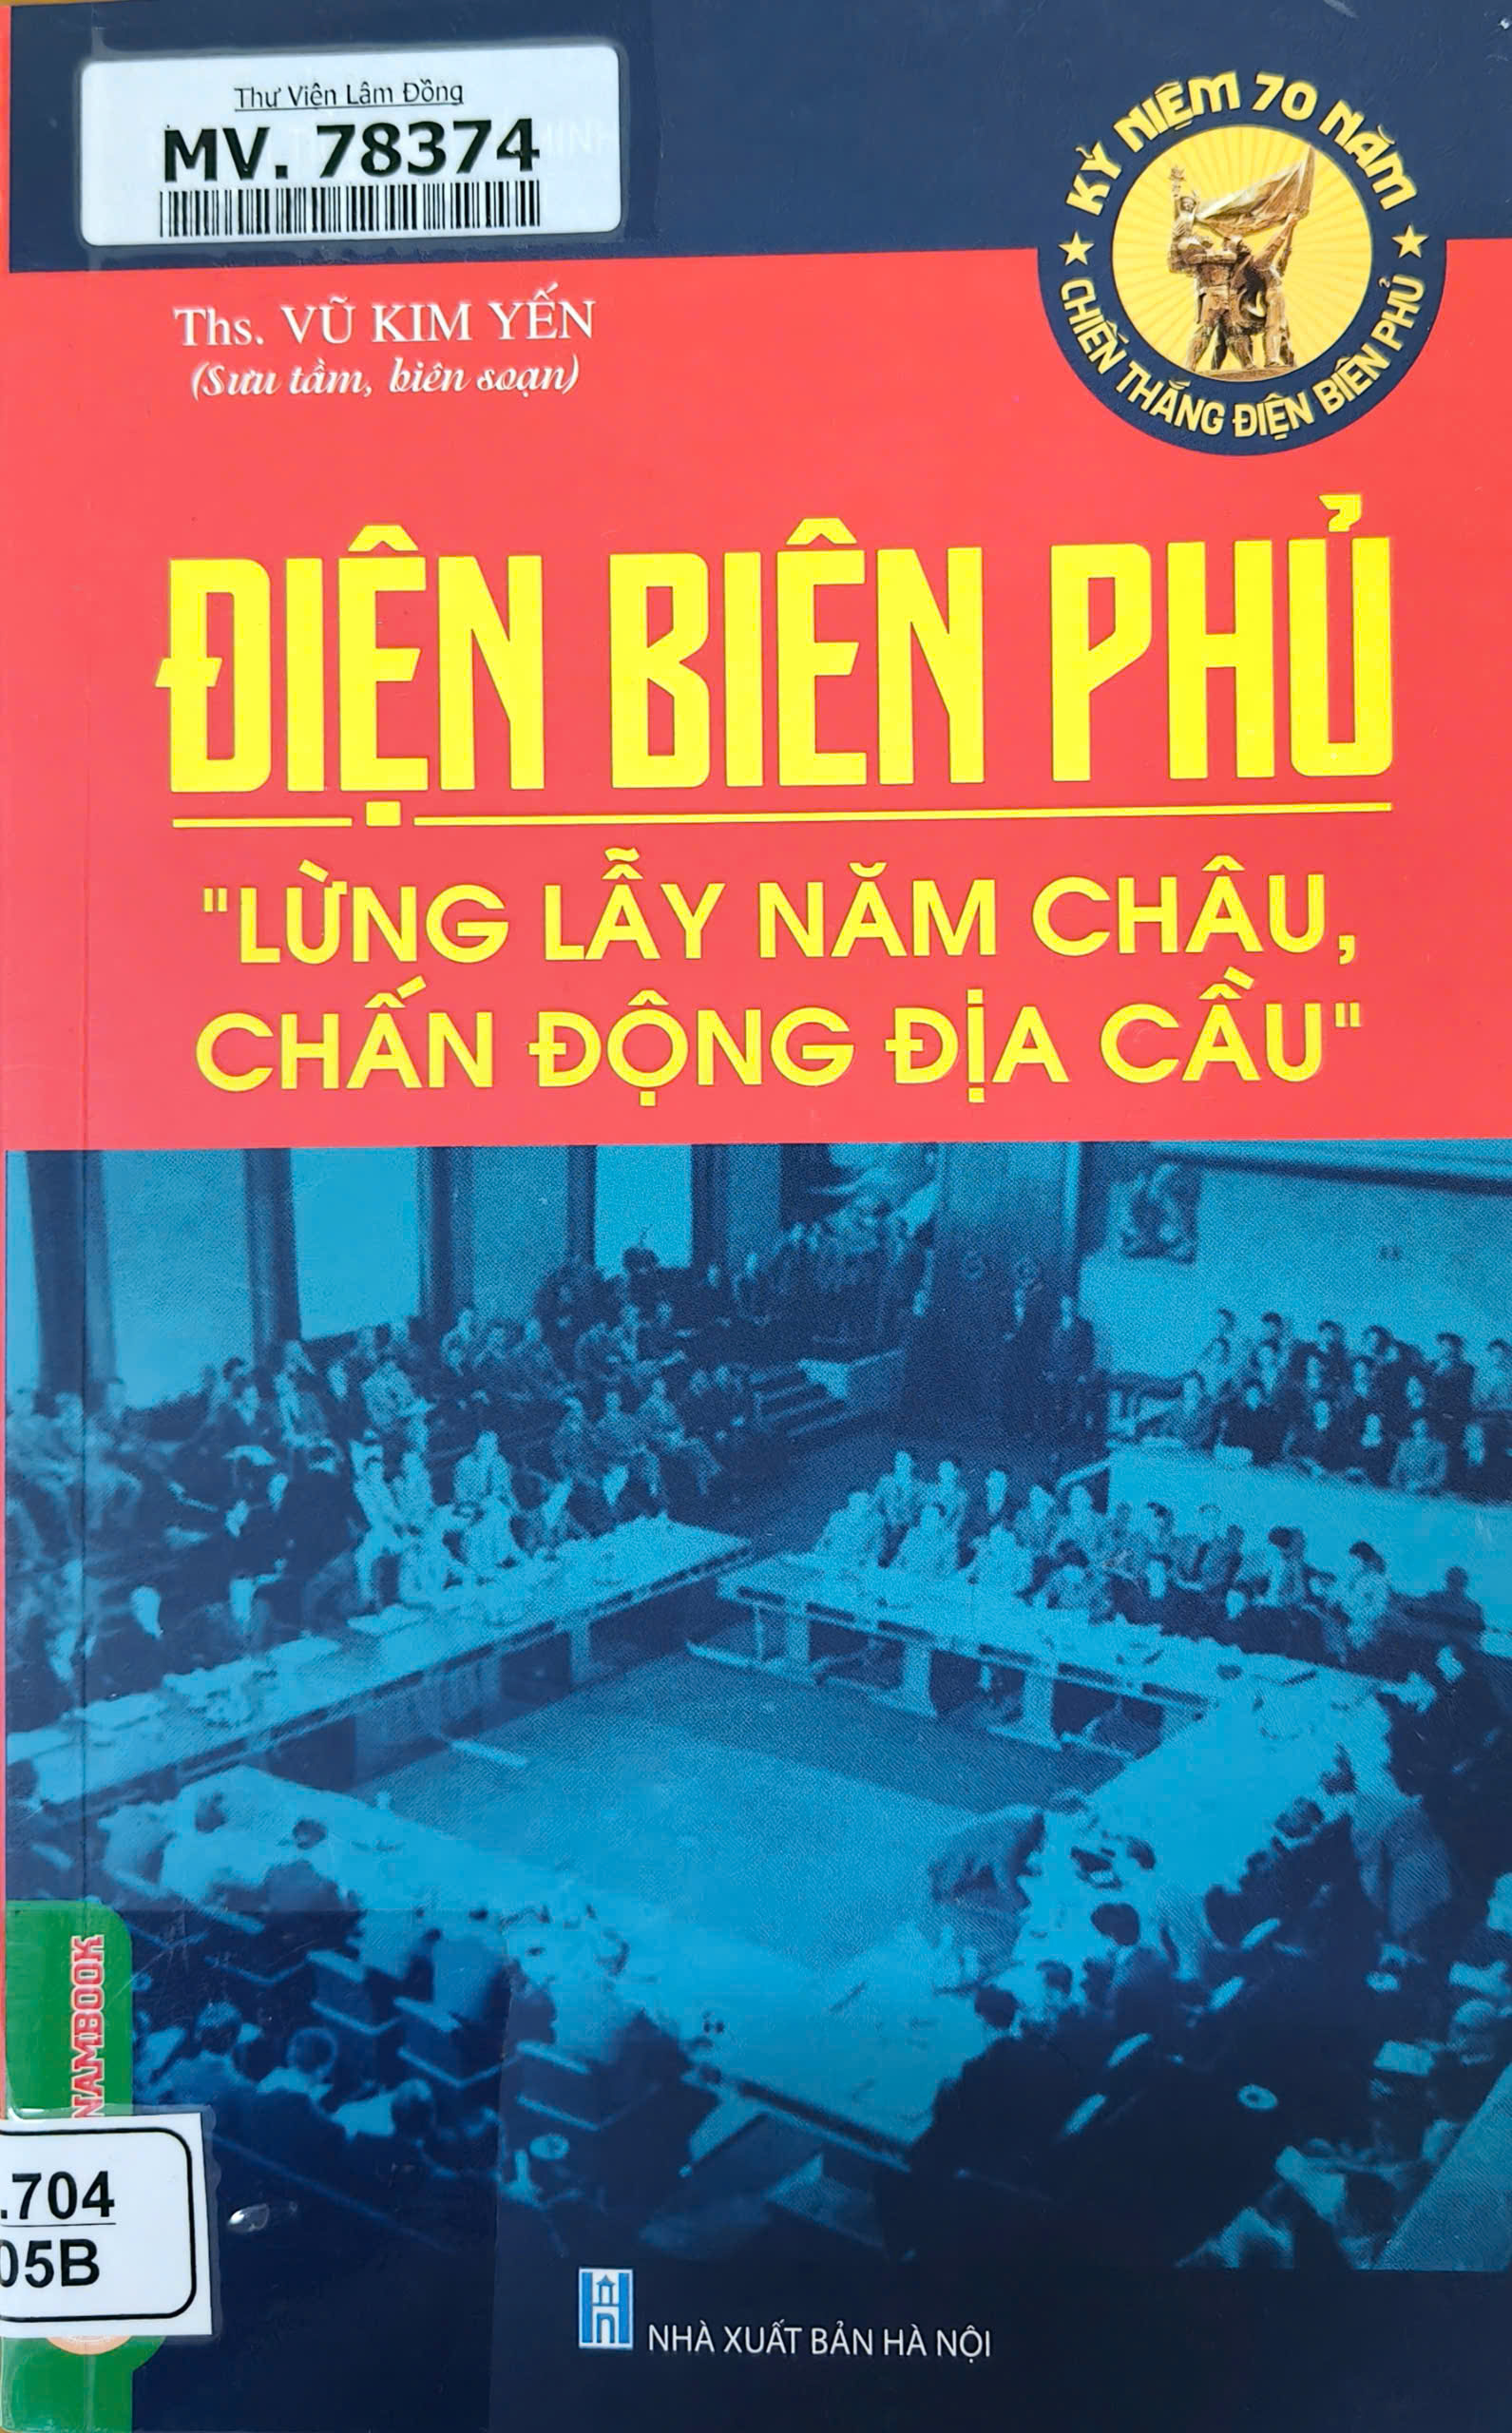 Thư Viện Lâm Đồng
MV. 78374
KỶ NIỆM 70 NĂM
CHIẾN THẮNG ĐIỆN BIÊN PHỦ
Ths. VŨ KIM YẾN
(Sưu tầm, biên soạn)
ĐIỆN BIÊN PHỦ
"LỪNG LẪY NĂM CHÂU,
CHẤN ĐỘNG ĐỊA CẦU"
NAMBOOK
.704
05B
NHÀ XUẤT BẢN HÀ NỘI